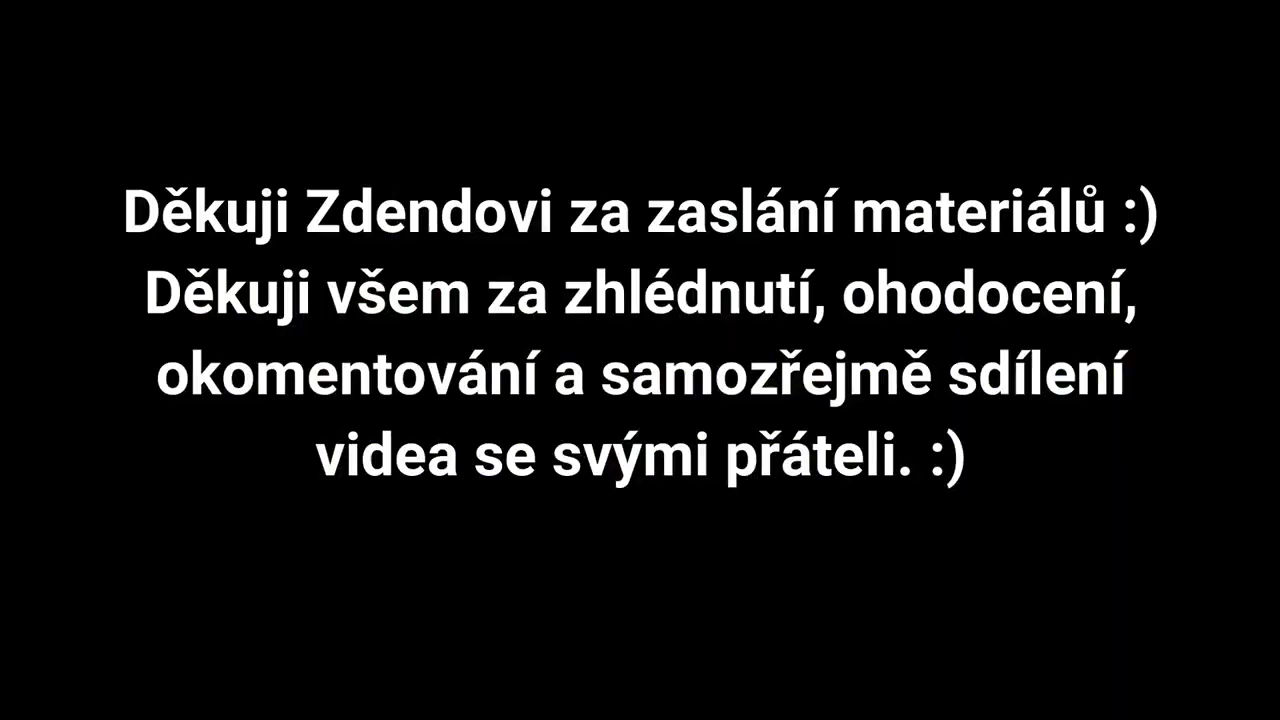 Děkuji Zdendovi za zaslání materiálů :)
Děkuji všem za zhlédnutí, ohodocení,
okomentování a samozřejmě sdílení
videa se svými přáteli. :)